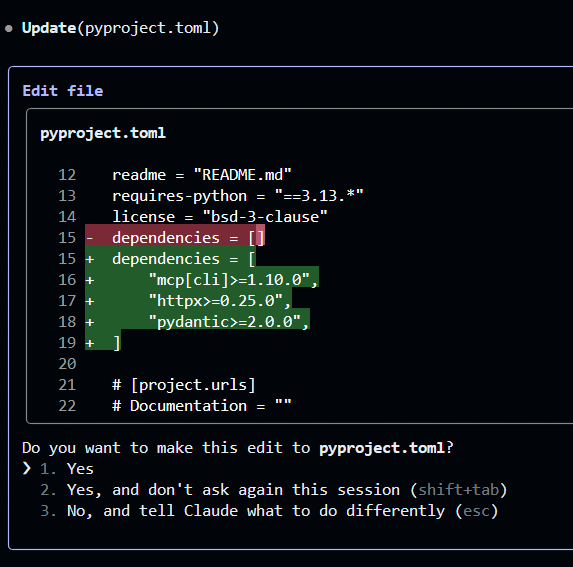 ● Update(pyproject.toml)
Edit file
pyproject.toml
12 readme = "README.md"
13 requires-python = "==3.13.*"
14 license = "bsd-3-clause"
15 - dependencies = []
15 + dependencies = [
16 +     "mcp[cli]>=1.10.0",
17 +     "httpx>=0.25.0",
18 +     "pydantic>=2.0.0",
19 + ]
20
21 # [project.urls]
22 # Documentation = ""
Do you want to make this edit to pyproject.toml?
❯ 1. Yes
2. Yes, and don't ask again this session (shift+tab)
3. No, and tell Claude what to do differently (esc)